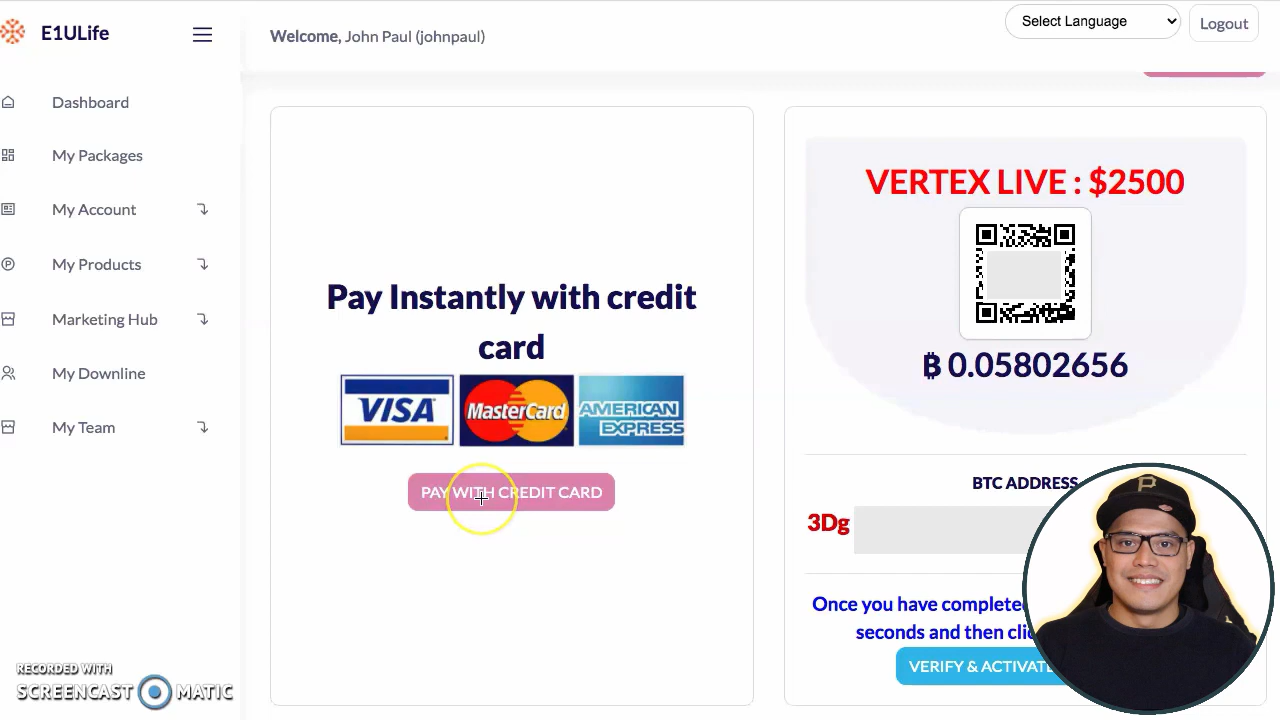 E1ULife
Welcome, John Paul (johnpaul)
Select Language
Logout
Dashboard
My Packages
My Account
My Products
Marketing Hub
My Downline
My Team
Pay Instantly with credit
card
VISA MasterCard AMERICAN
EXPRESS
PAY WITH CREDIT CARD
VERTEX LIVE : $2500
฿ 0.05802656
BTC ADDRESS
3Dg
Once you have complete
seconds and then clic
VERIFY & ACTIVATE
P
RECORDED WITH
SCREENCAST MATIC